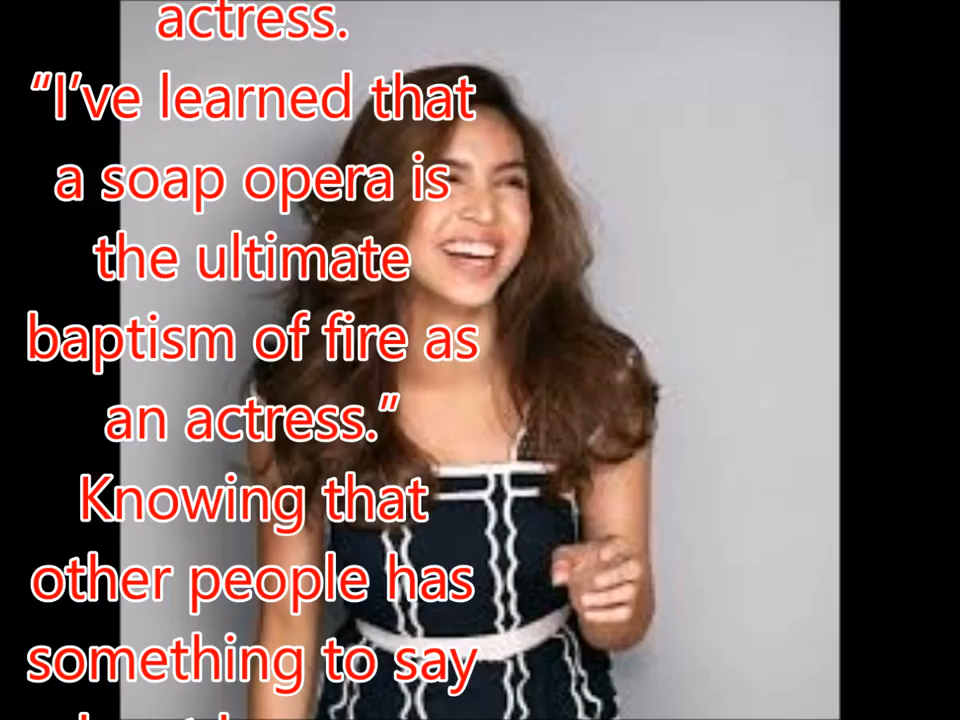 actress.
“I’ve learned that
a soap opera is
the ultimate
baptism of fire as
an actress.”
Knowing that
other people has
something to say